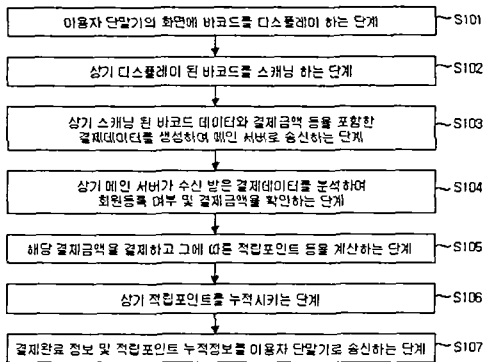 이용자 단말기의 화면에 바코드를 디스플레이 하는 단계
S101
상기 디스플레이 된 바코드를 스캐닝 하는 단계
S102
상기 스캐닝 된 바코드 데이터와 결제금액 등을 포함한
결제데이터를 생성하여 메인 서버로 송신하는 단계
S103
상기 메인 서버가 수신 받은 결제데이터를 분석하여
회원등록 여부 및 결제금액을 확인하는 단계
S104
해당 결제금액을 결제하고 그에 따른 적립포인트 등을 계산하는 단계
S105
상기 적립포인트를 누적시키는 단계
S106
결제완료 정보 및 적립포인트 누적정보를 이용자 단말기로 송신하는 단계
S107